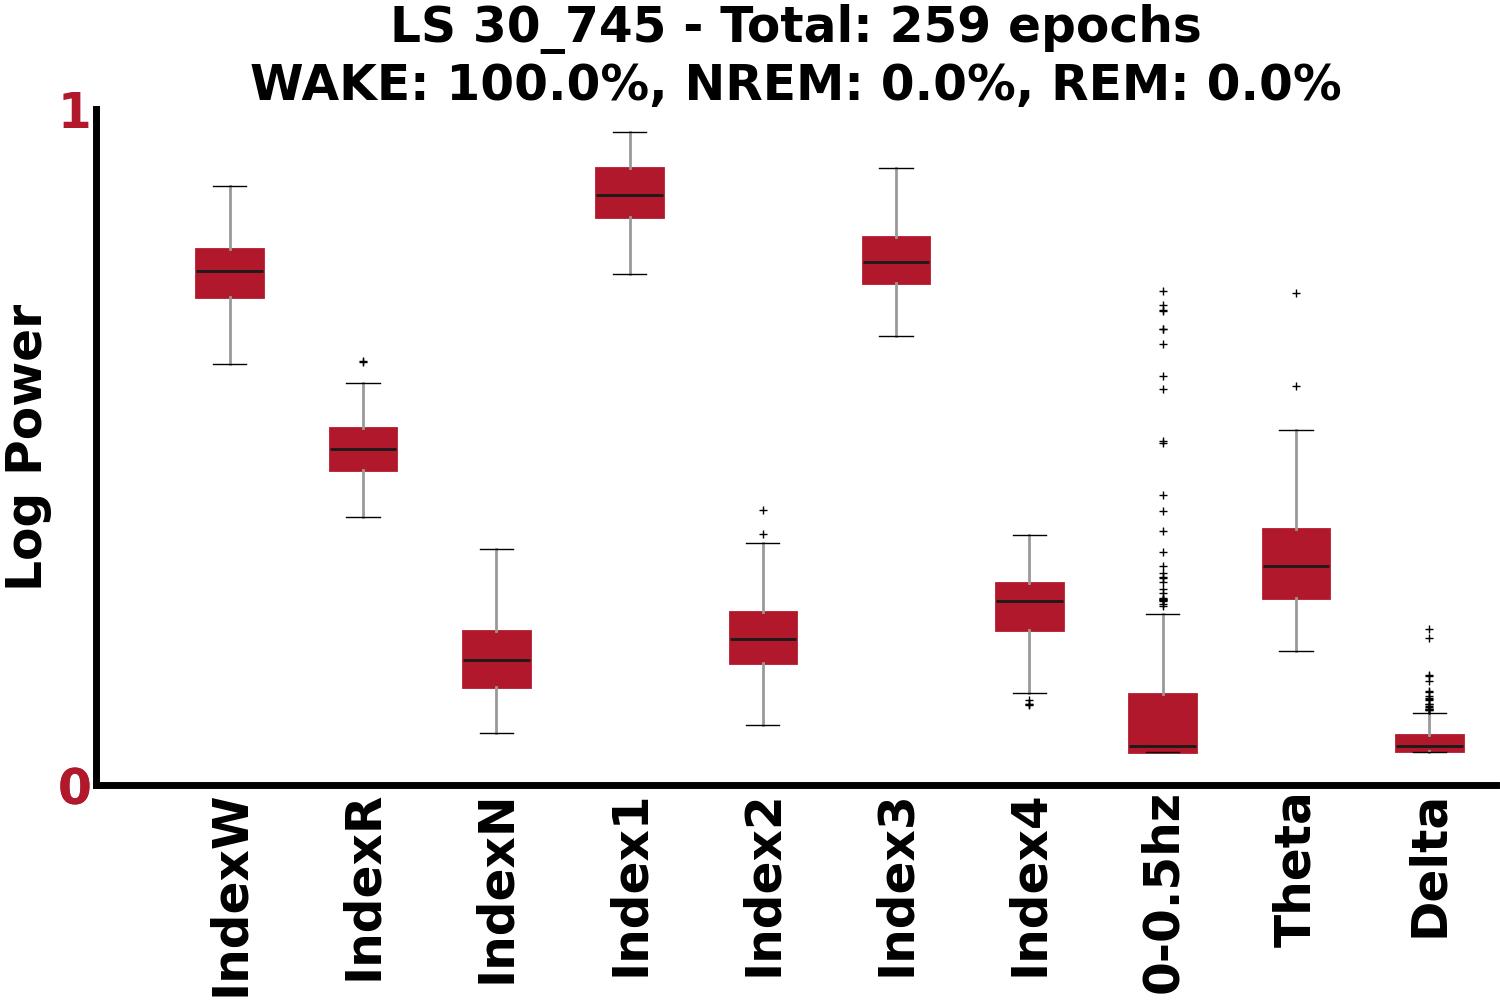 LS 30_745 - Total: 259 epochs
WAKE: 100.0%, NREM: 0.0%, REM: 0.0%
1
Log Power
0
IndexW
IndexR
IndexN
Index1
Index2
Index3
Index4
0-0.5hz
Theta
Delta